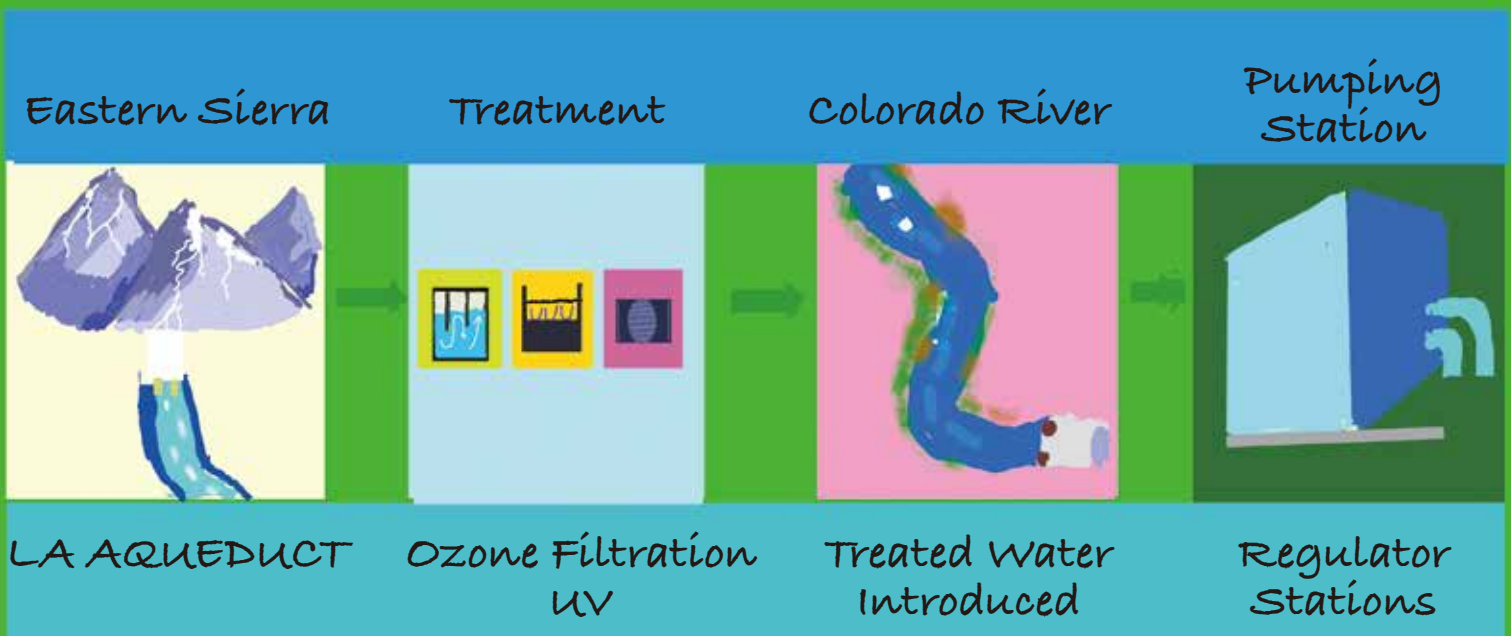 Eastern Sierra
Treatment
Colorado River
Pumping
Station
LA AQUEDUCT
Ozone Filtration
UV
Treated Water
Introduced
Regulator
Stations